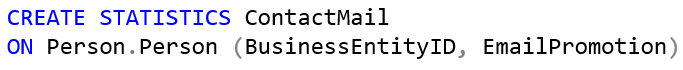 CREATE STATISTICS ContactMail
ON Person.Person (BusinessEntityID, EmailPromotion)